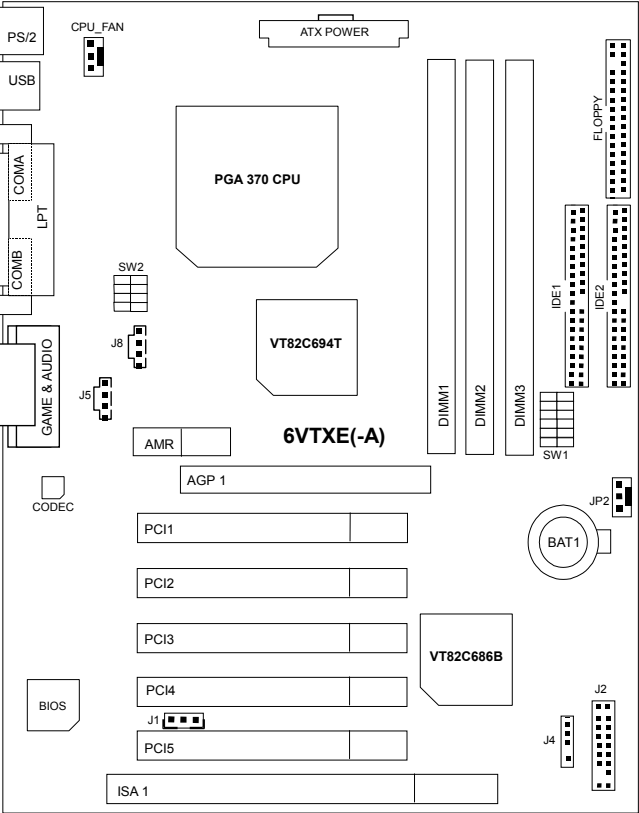 CPU_FAN
ATX POWER
PS/2
USB
FLOPPY
COMA
LPT
COMB
PGA 370 CPU
SW2
IDE1
IDE2
J8
VT82C694T
GAME & AUDIO
J5
DIMM1
DIMM2
DIMM3
AMR
6VTXE(-A)
SW1
AGP 1
CODEC
JP2
PCI1
BAT1
PCI2
PCI3
VT82C686B
PCI4
BIOS
J2
J1
J4
PCI5
ISA 1